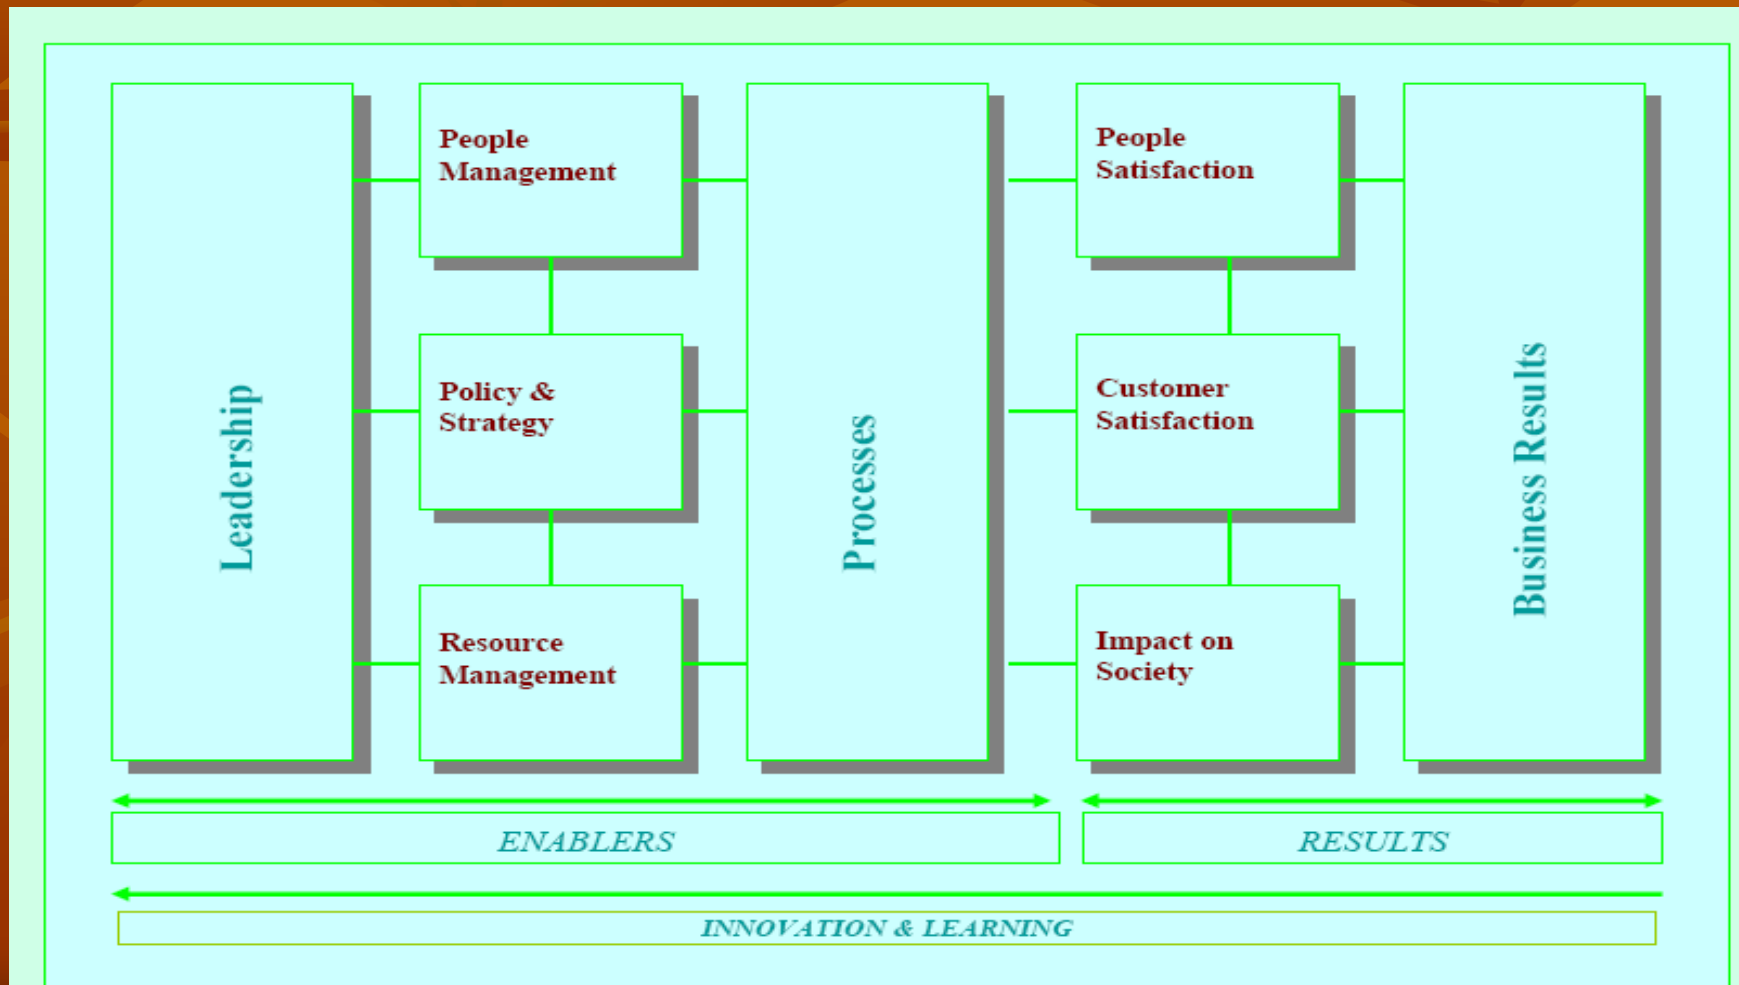 Leadership
People
Management
Policy &
Strategy
Resource
Management
Processes
People
Satisfaction
Customer
Satisfaction
Impact on
Society
Business Results
ENABLERS
RESULTS
INNOVATION & LEARNING